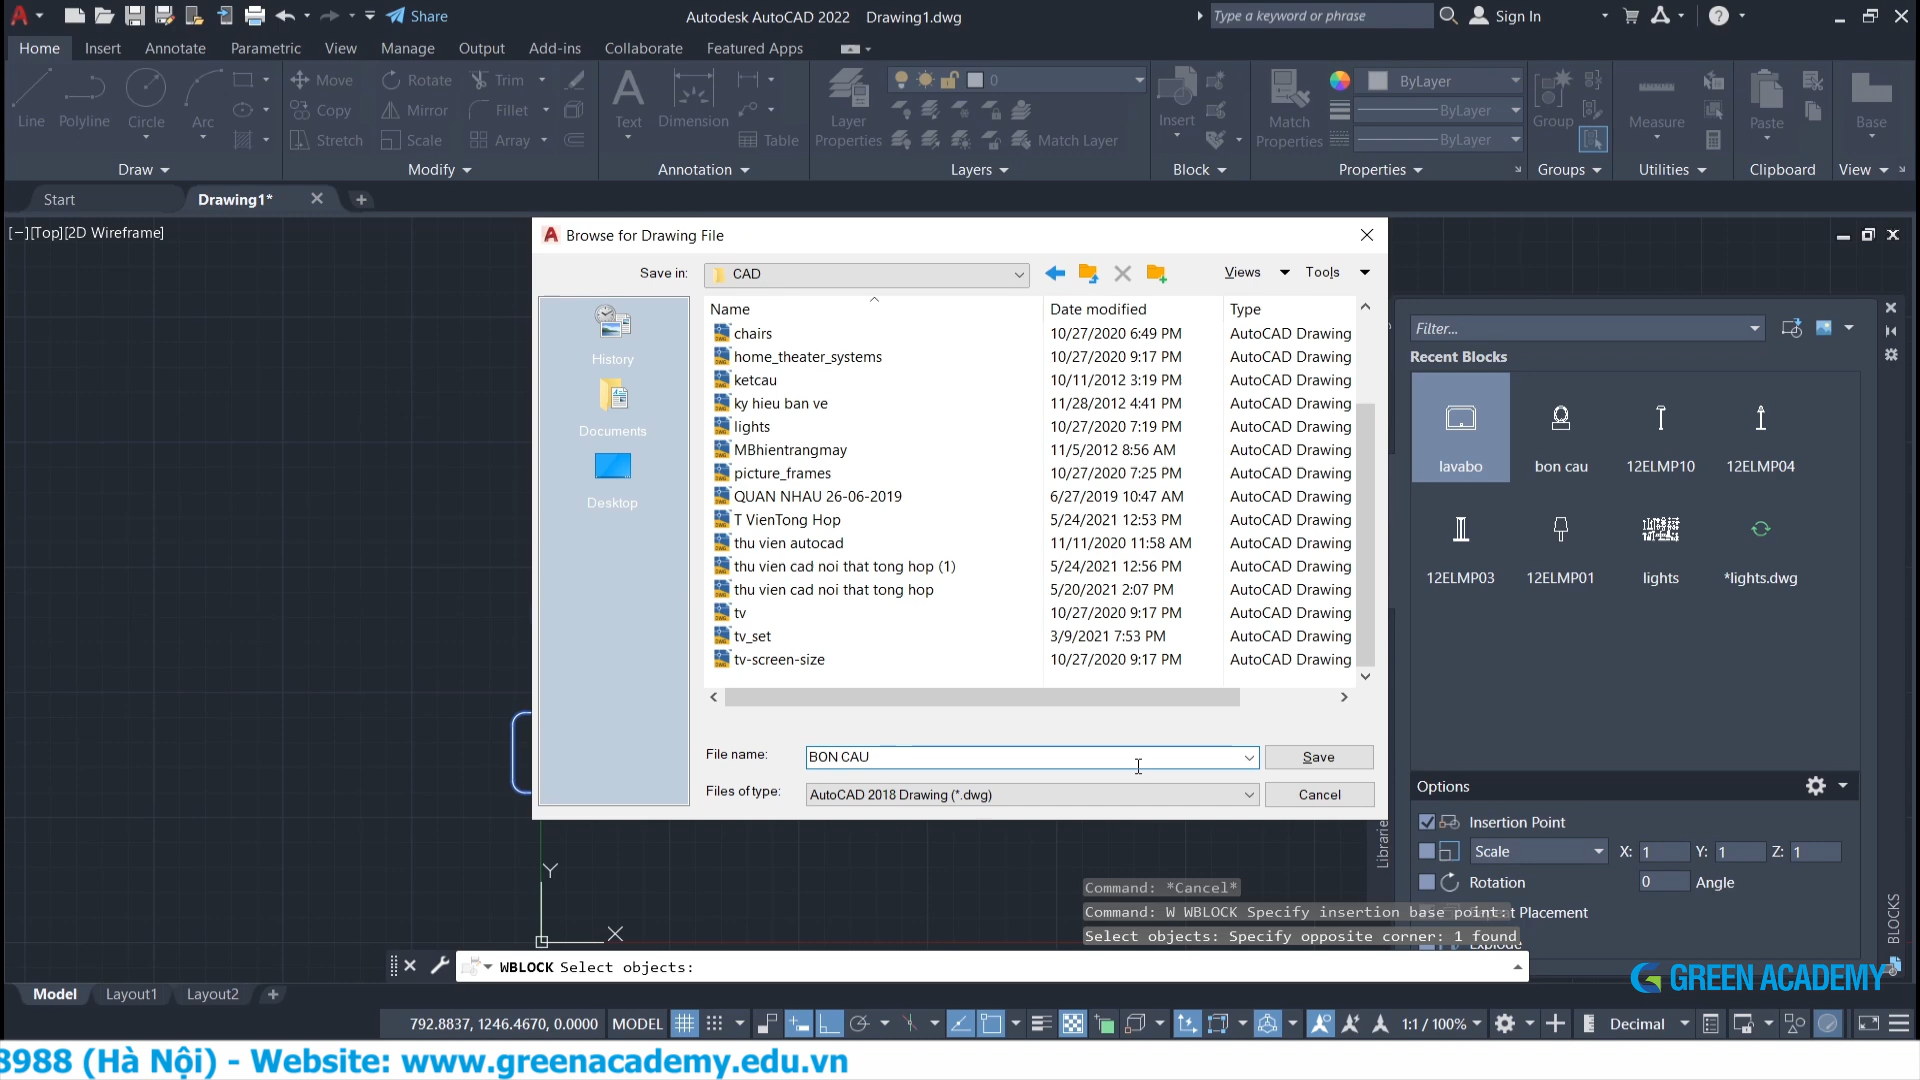 Share
Autodesk AutoCAD 2022 Drawing1.dwg
Type a keyword or phrase
Sign In
Home Insert Annotate Parametric View Manage Output Add-ins Collaborate Featured Apps
Line Polyline Circle Arc
Move Rotate Trim
Copy Mirror Fillet
Stretch Scale Array
Text Dimension Table
Layer Properties
0
Match Layer
Insert
Match Properties
ByLayer
ByLayer
ByLayer
Group
Measure
Paste
Base
Draw Modify Annotation Layers Block Properties Groups Utilities Clipboard View
Start Drawing1*
[−][Top][2D Wireframe]
Browse for Drawing File
Save in: CAD Views Tools
History
Documents
Desktop
Name Date modified Type
chairs 10/27/2020 6:49 PM AutoCAD Drawing
home_theater_systems 10/27/2020 9:17 PM AutoCAD Drawing
ketcau 10/11/2012 3:19 PM AutoCAD Drawing
ky hieu ban ve 11/28/2012 4:41 PM AutoCAD Drawing
lights 10/27/2020 7:19 PM AutoCAD Drawing
MBhientrangmay 11/5/2012 8:56 AM AutoCAD Drawing
picture_frames 10/27/2020 7:25 PM AutoCAD Drawing
QUAN NHAU 26-06-2019 6/27/2019 10:47 AM AutoCAD Drawing
T VienTong Hop 5/24/2021 12:53 PM AutoCAD Drawing
thu vien autocad 11/11/2020 11:58 AM AutoCAD Drawing
thu vien cad noi that tong hop (1) 5/24/2021 12:56 PM AutoCAD Drawing
thu vien cad noi that tong hop 5/20/2021 2:07 PM AutoCAD Drawing
tv 10/27/2020 9:17 PM AutoCAD Drawing
tv_set 3/9/2021 7:53 PM AutoCAD Drawing
tv-screen-size 10/27/2020 9:17 PM AutoCAD Drawing
File name: BON CAU Save
Files of type: AutoCAD 2018 Drawing (*.dwg) Cancel
Filter...
Recent Blocks
lavabo bon cau 12ELMP10 12ELMP04
12ELMP03 12ELMP01 lights *lights.dwg
Options
Insertion Point
Scale X: 1 Y: 1 Z: 1
Rotation 0 Angle
t Placement
Explode
Libraries
BLOCKS
Y
X
Command: *Cancel*
Command: W WBLOCK Specify insertion base point:
Select objects: Specify opposite corner: 1 found
WBLOCK Select objects:
GREEN ACADEMY
Model Layout1 Layout2
792.8837, 1246.4670, 0.0000 MODEL 1:1 / 100% Decimal
8988 (Hà Nội) - Website: www.greenacademy.edu.vn